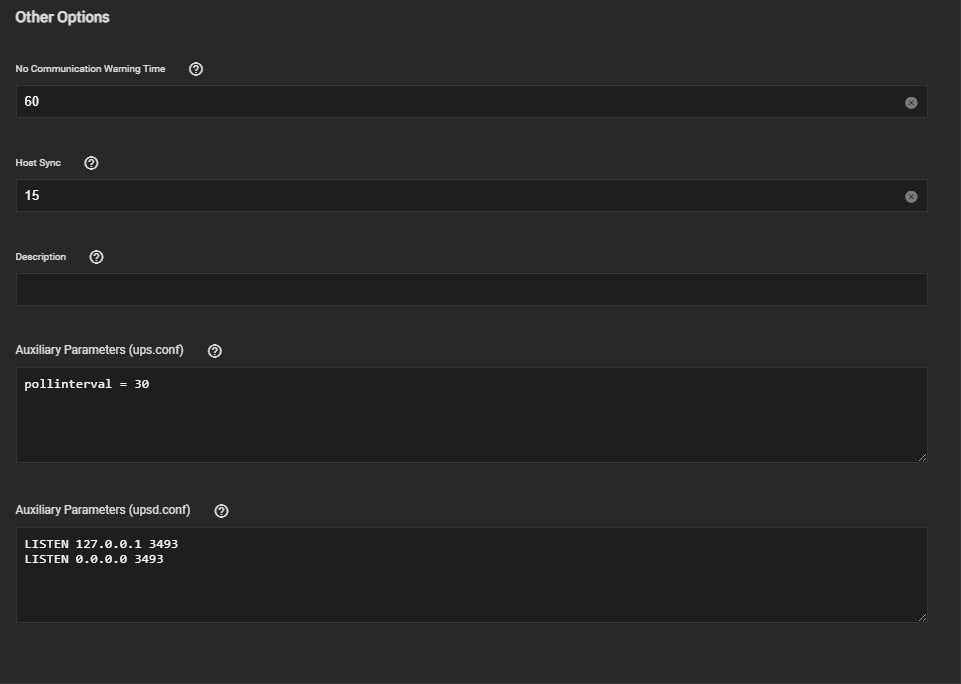 Other Options
No Communication Warning Time
60
Host Sync
15
Description
Auxiliary Parameters (ups.conf)
pollinterval = 30
Auxiliary Parameters (upsd.conf)
LISTEN 127.0.0.1 3493
LISTEN 0.0.0.0 3493